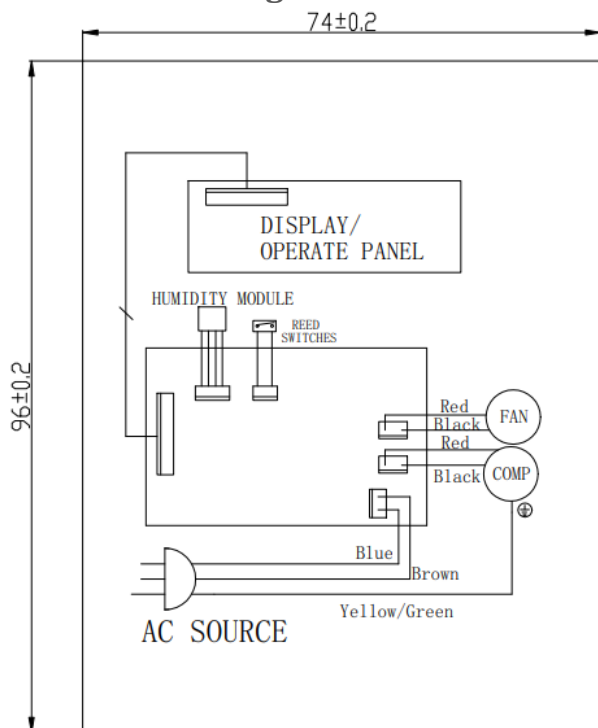 74±0.2
96±0.2
DISPLAY/
OPERATE PANEL
HUMIDITY MODULE
REED
SWITCHES
Red
Black
FAN
Red
Black
COMP
Blue
Brown
Yellow/Green
AC SOURCE